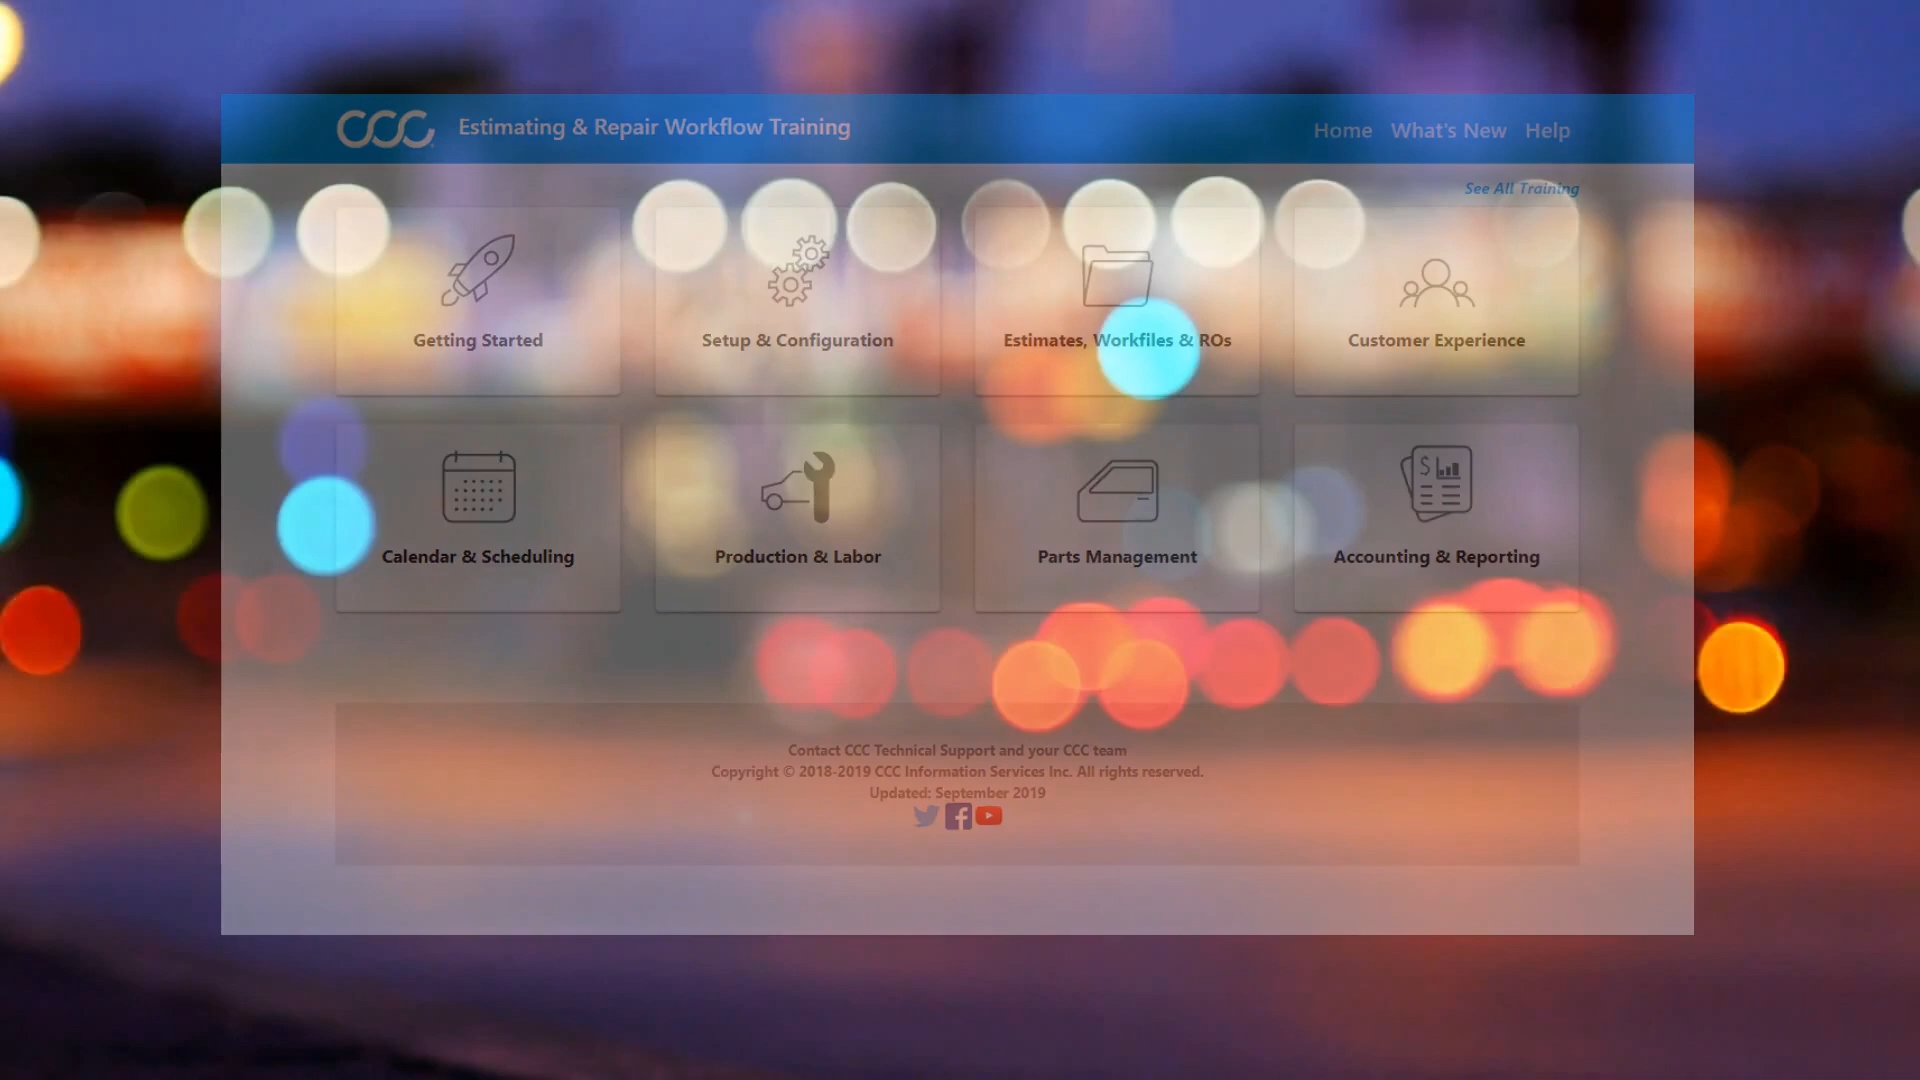 CCC Estimating & Repair Workflow Training
Home What's New Help
See All Training
Getting Started
Setup & Configuration
Estimates, Workfiles & ROs
Customer Experience
Calendar & Scheduling
Production & Labor
Parts Management
Accounting & Reporting
Contact CCC Technical Support and your CCC team
Copyright © 2018-2019 CCC Information Services Inc. All rights reserved.
Updated: September 2019